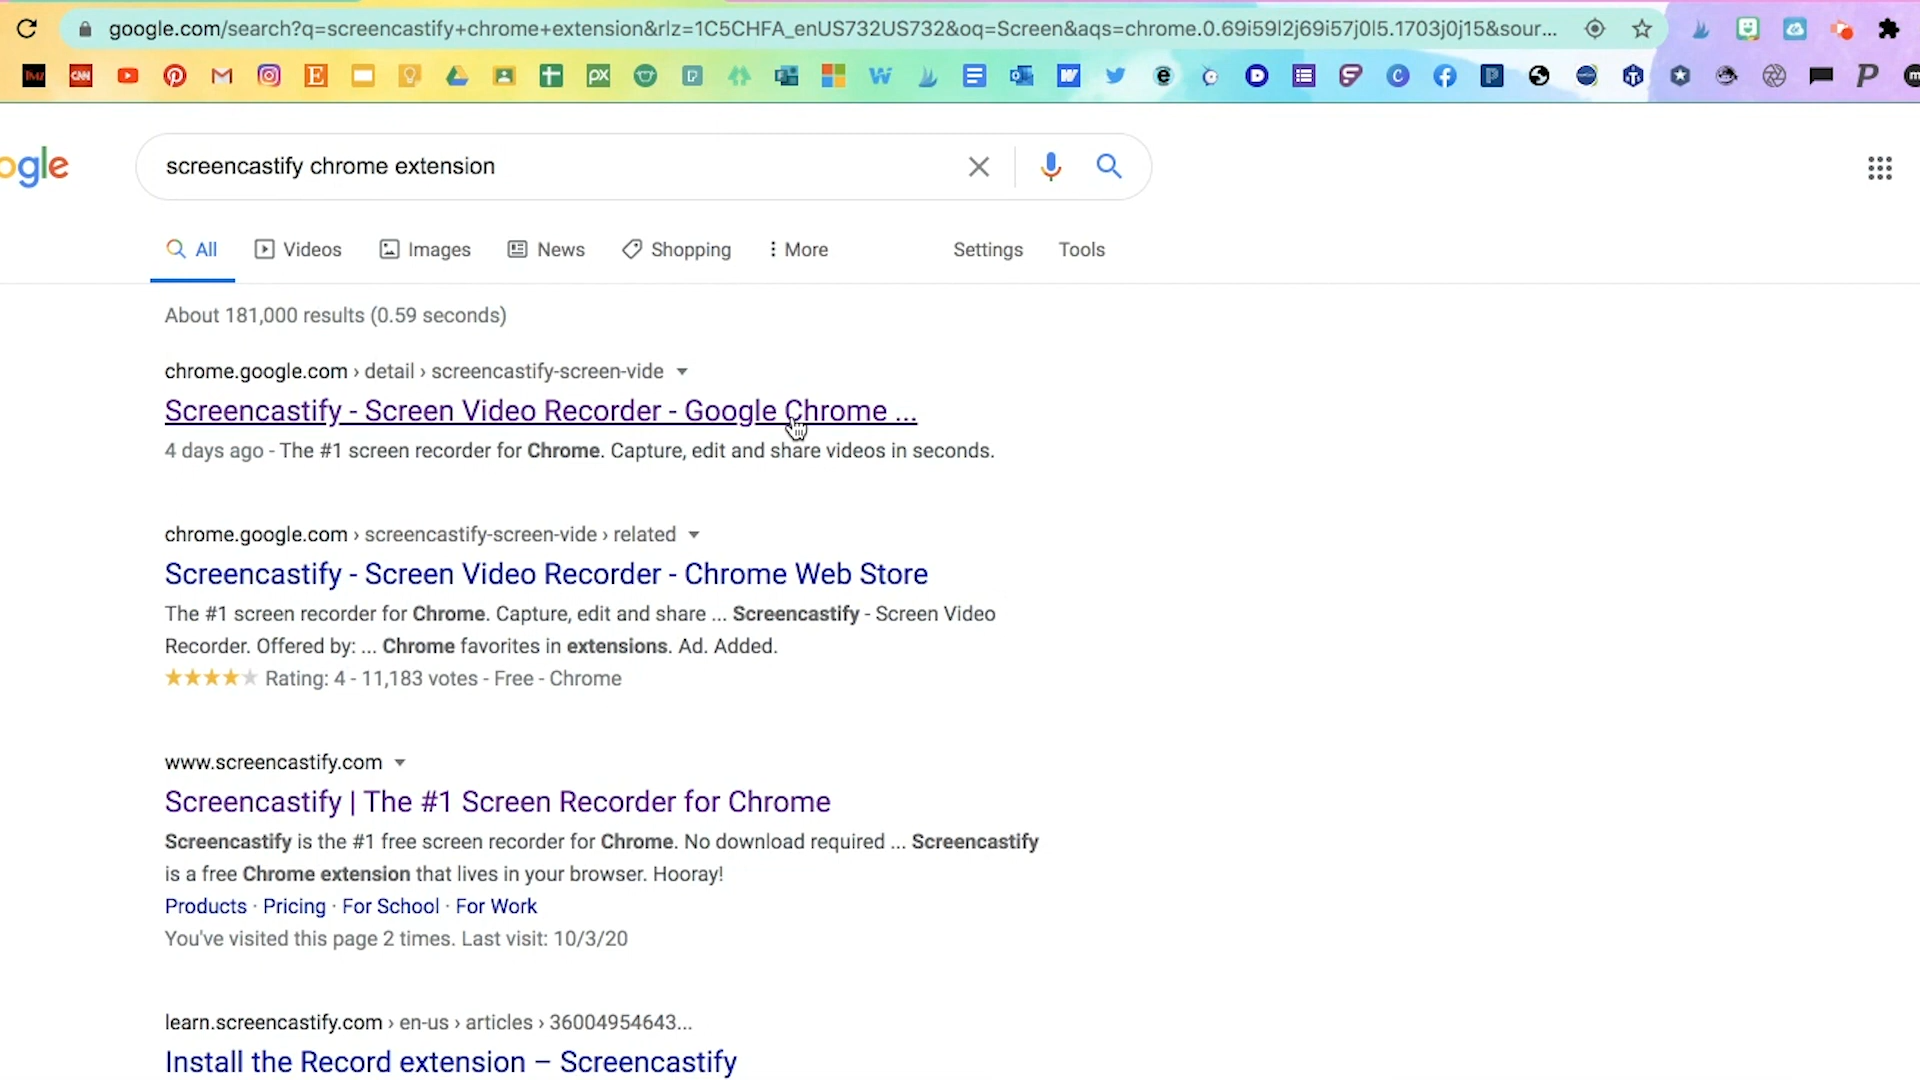 google.com/search?q=screencastify+chrome+extension&rlz=1C5CHFA_enUS732US732&oq=Screen&aqs=chrome.0.69i59l2j69i57j0l5.1703j0j15&sour...
TMZ CNN PX W W P P
ogle screencastify chrome extension
All Videos Images News Shopping More Settings Tools
About 181,000 results (0.59 seconds)
chrome.google.com › detail › screencastify-screen-vide
Screencastify - Screen Video Recorder - Google Chrome ...
4 days ago - The #1 screen recorder for Chrome. Capture, edit and share videos in seconds.
chrome.google.com › screencastify-screen-vide › related
Screencastify - Screen Video Recorder - Chrome Web Store
The #1 screen recorder for Chrome. Capture, edit and share ... Screencastify - Screen Video
Recorder. Offered by: ... Chrome favorites in extensions. Ad. Added.
Rating: 4 - 11,183 votes - Free - Chrome
www.screencastify.com
Screencastify | The #1 Screen Recorder for Chrome
Screencastify is the #1 free screen recorder for Chrome. No download required ... Screencastify
is a free Chrome extension that lives in your browser. Hooray!
Products · Pricing · For School · For Work
You've visited this page 2 times. Last visit: 10/3/20
learn.screencastify.com › en-us › articles › 36004954643...
Install the Record extension – Screencastify